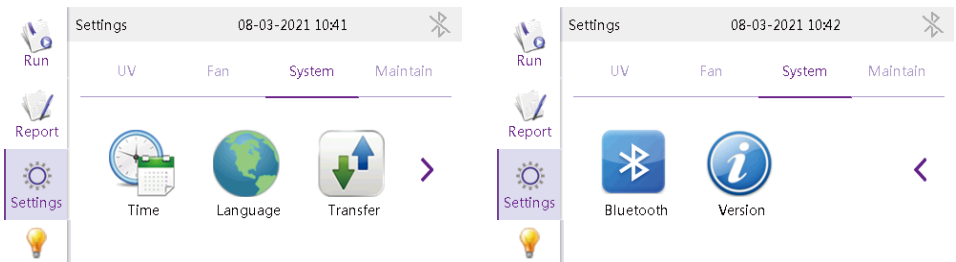 Settings 08-03-2021 10:41
Run
UV Fan System Maintain
Report
Settings
Time Language Transfer
Settings 08-03-2021 10:42
Run
UV Fan System Maintain
Report
Settings
Bluetooth Version